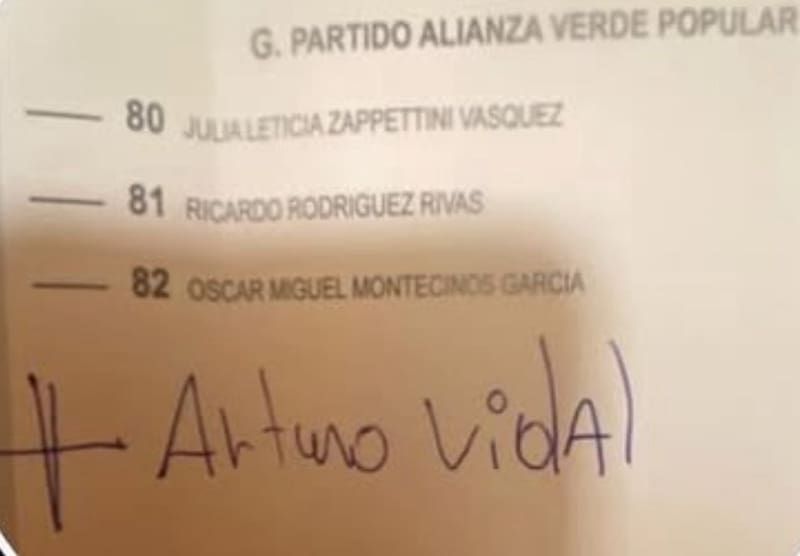 G. PARTIDO ALIANZA VERDE POPULAR
80 JULIA LETICIA ZAPPETTINI VASQUEZ
81 RICARDO RODRIGUEZ RIVAS
82 OSCAR MIGUEL MONTECINOS GARCIA
Arturo vidAl